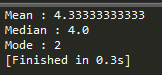 Mean : 4.33333333333
Median : 4.0
Mode : 2
[Finished in 0.3s]